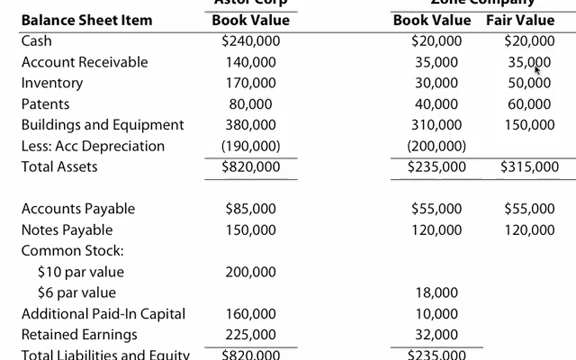 Astor Corp Zone Company
Balance Sheet Item Book Value Book Value Fair Value
Cash $240,000 $20,000 $20,000
Account Receivable 140,000 35,000 35,000
Inventory 170,000 30,000 50,000
Patents 80,000 40,000 60,000
Buildings and Equipment 380,000 310,000 150,000
Less: Acc Depreciation (190,000) (200,000)
Total Assets $820,000 $235,000 $315,000
Accounts Payable $85,000 $55,000 $55,000
Notes Payable 150,000 120,000 120,000
Common Stock:
$10 par value 200,000
$6 par value 18,000
Additional Paid-In Capital 160,000 10,000
Retained Earnings 225,000 32,000
Total Liabilities and Equity $820,000 $235,000